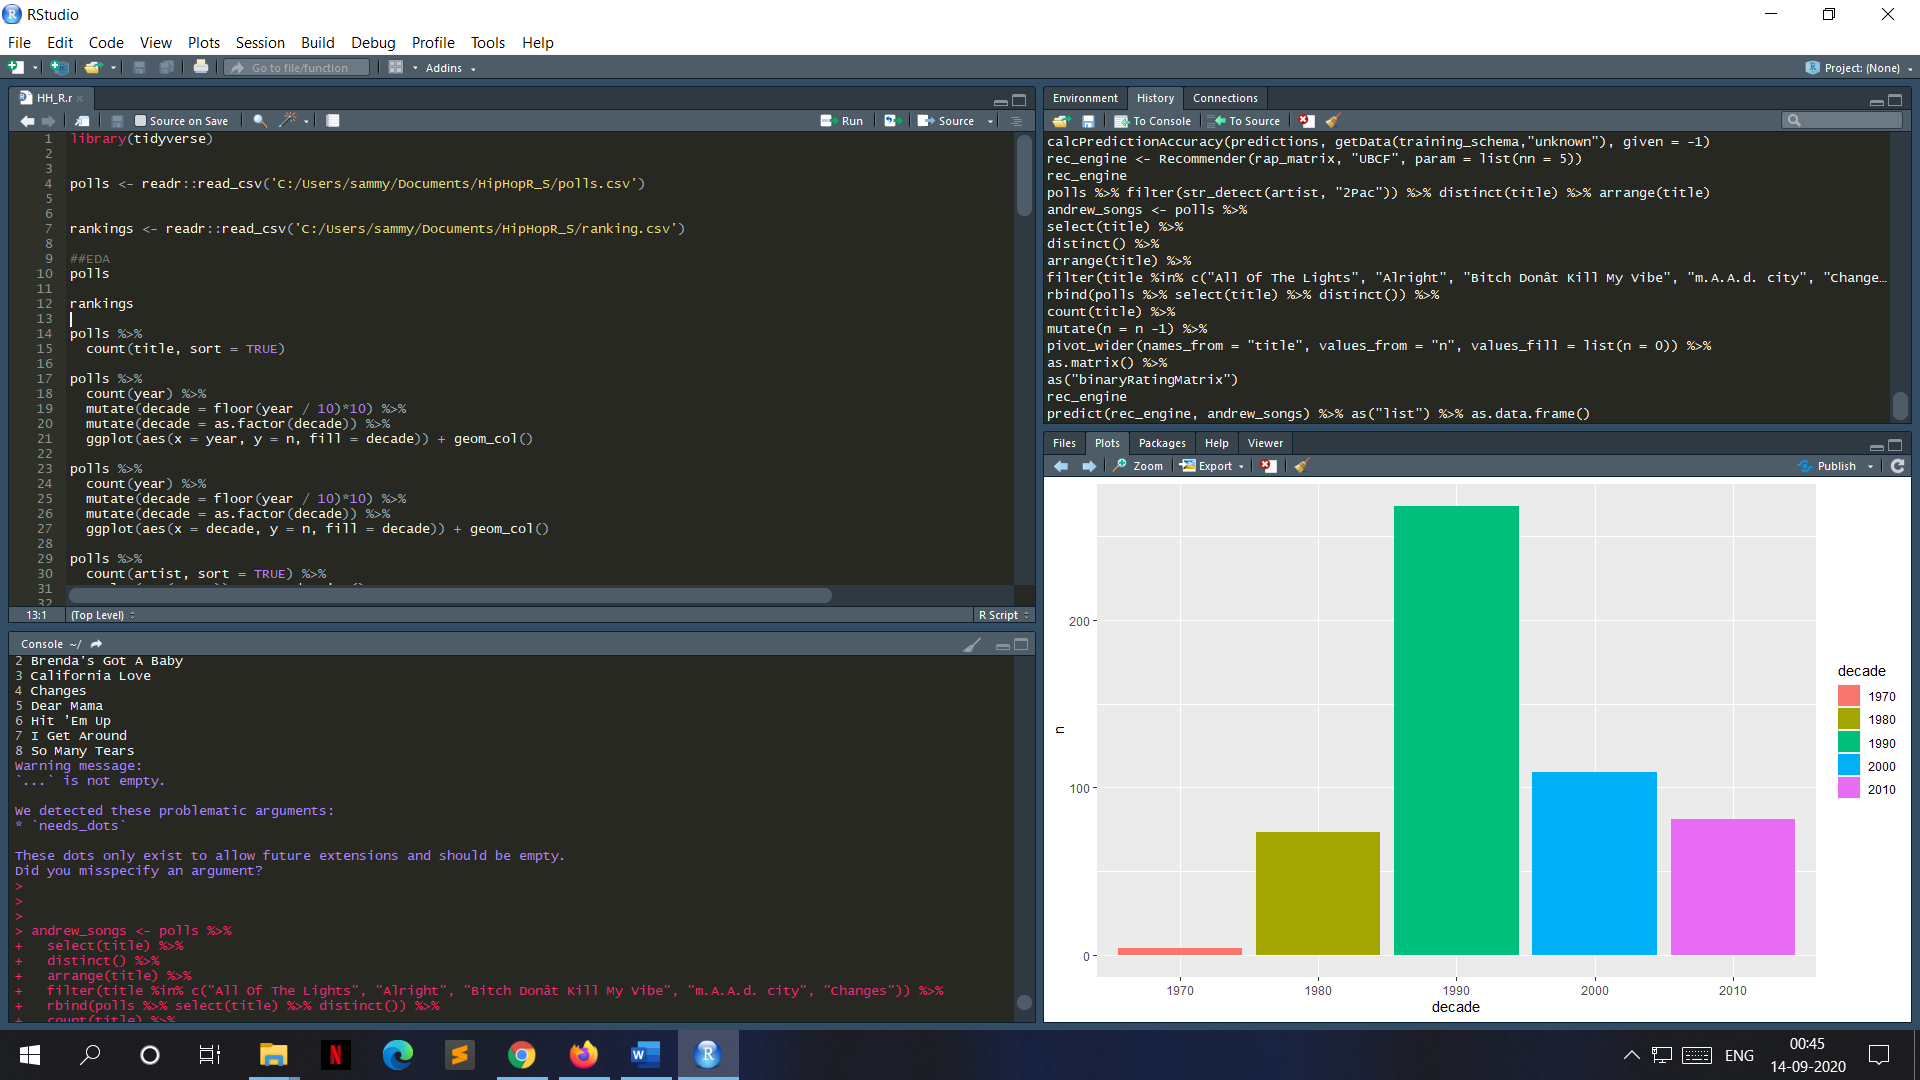 RStudio
File Edit Code View Plots Session Build Debug Profile Tools Help
Go to file/function Addins Project: (None)
HH_R.r
Source on Save Run Source
1 library(tidyverse)
2
3
4 polls <- readr::read_csv('C:/Users/sammy/Documents/HipHopR_S/polls.csv')
5
6
7 rankings <- readr::read_csv('C:/Users/sammy/Documents/HipHopR_S/ranking.csv')
8
9 ##EDA
10 polls
11
12 rankings
13
14 polls %>%
15 count(title, sort = TRUE)
16
17 polls %>%
18 count(year) %>%
19 mutate(decade = floor(year / 10)*10) %>%
20 mutate(decade = as.factor(decade)) %>%
21 ggplot(aes(x = year, y = n, fill = decade)) + geom_col()
22
23 polls %>%
24 count(year) %>%
25 mutate(decade = floor(year / 10)*10) %>%
26 mutate(decade = as.factor(decade)) %>%
27 ggplot(aes(x = decade, y = n, fill = decade)) + geom_col()
28
29 polls %>%
30 count(artist, sort = TRUE) %>%
31
32
13:1 (Top Level) R Script
Console ~/
2 Brenda's Got A Baby
3 California Love
4 Changes
5 Dear Mama
6 Hit 'Em Up
7 I Get Around
8 So Many Tears
Warning message:
`...` is not empty.
We detected these problematic arguments:
* `needs_dots`
These dots only exist to allow future extensions and should be empty.
Did you misspecify an argument?
>
>
>
> andrew_songs <- polls %>%
+ select(title) %>%
+ distinct() %>%
+ arrange(title) %>%
+ filter(title %in% c("All Of The Lights", "Alright", "Bitch Donât Kill My Vibe", "m.A.A.d. city", "Changes")) %>%
+ rbind(polls %>% select(title) %>% distinct()) %>%
+ count(title) %>%
Environment History Connections
To Console To Source
calcPredictionAccuracy(predictions, getData(training_schema,"unknown"), given = -1)
rec_engine <- Recommender(rap_matrix, "UBCF", param = list(nn = 5))
rec_engine
polls %>% filter(str_detect(artist, "2Pac")) %>% distinct(title) %>% arrange(title)
andrew_songs <- polls %>%
select(title) %>%
distinct() %>%
arrange(title) %>%
filter(title %in% c("All Of The Lights", "Alright", "Bitch Donât Kill My Vibe", "m.A.A.d. city", "Change…
rbind(polls %>% select(title) %>% distinct()) %>%
count(title) %>%
mutate(n = n -1) %>%
pivot_wider(names_from = "title", values_from = "n", values_fill = list(n = 0)) %>%
as.matrix() %>%
as("binaryRatingMatrix")
rec_engine
predict(rec_engine, andrew_songs) %>% as("list") %>% as.data.frame()
Files Plots Packages Help Viewer
Zoom Export Publish
n
200
100
0
1970 1980 1990 2000 2010
decade
decade
1970
1980
1990
2000
2010
ENG
00:45
14-09-2020